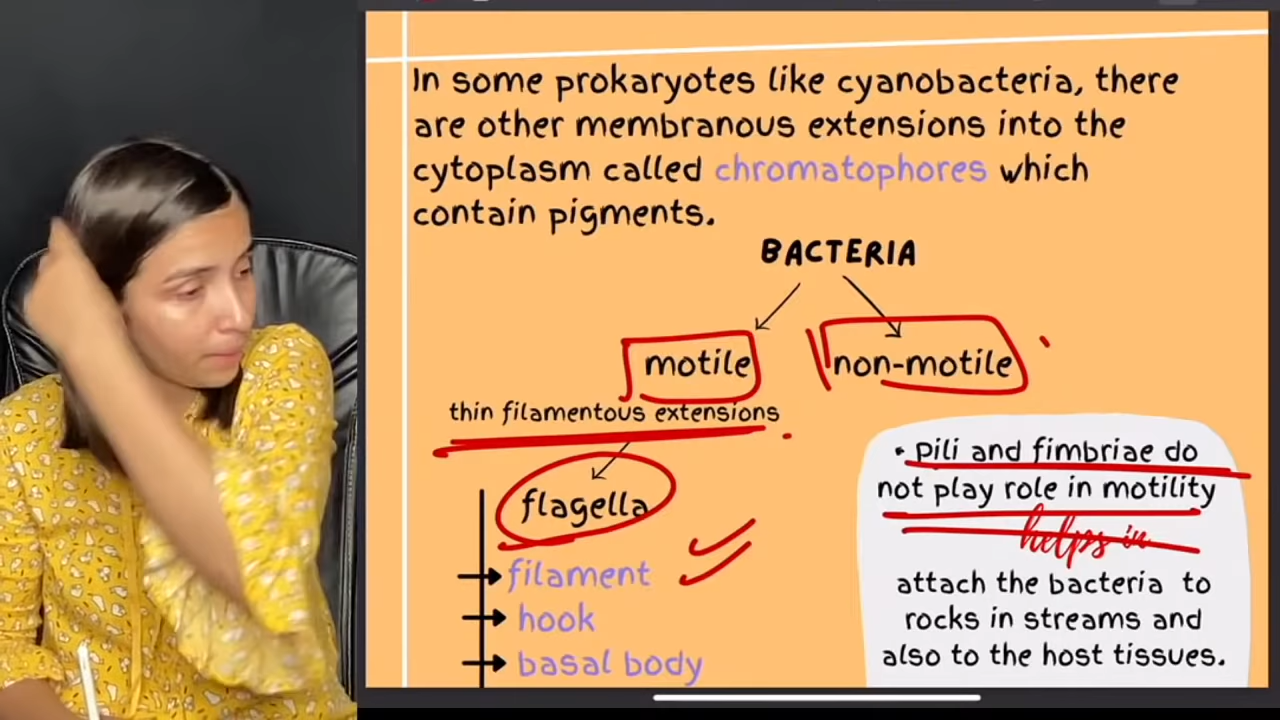 In some prokaryotes like cyanobacteria, there
are other membranous extensions into the
cytoplasm called chromatophores which
contain pigments.
BACTERIA
motile
non-motile
thin filamentous extensions
flagella
filament
hook
basal body
• Pili and fimbriae do
not play role in motility
helps in
attach the bacteria to
rocks in streams and
also to the host tissues.